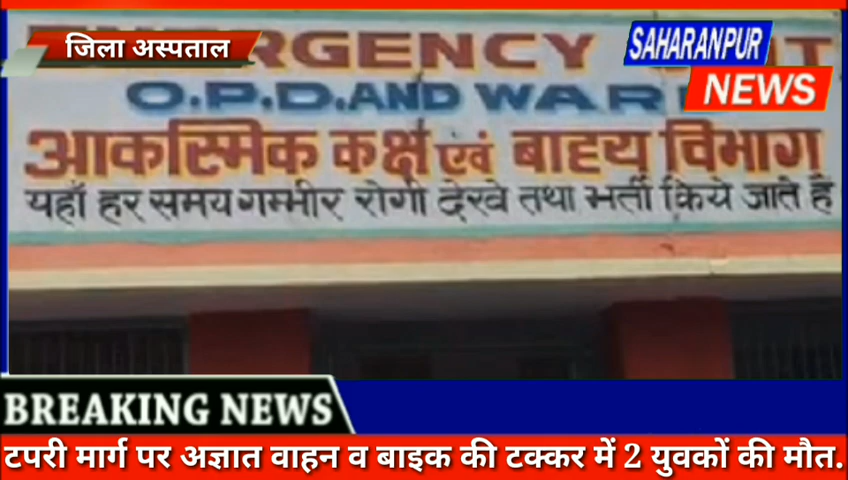 जिला अस्पताल
SAHARANPUR
NEWS
O.P.D. AND
आकस्मिक कक्ष एवं बाह्य विभाग
यहाँ हर समय गम्भीर रोगी देखे तथा भर्ती किये जाते हैं
BREAKING NEWS
टपरी मार्ग पर अज्ञात वाहन व बाइक की टक्कर में 2 युवकों की मौत.